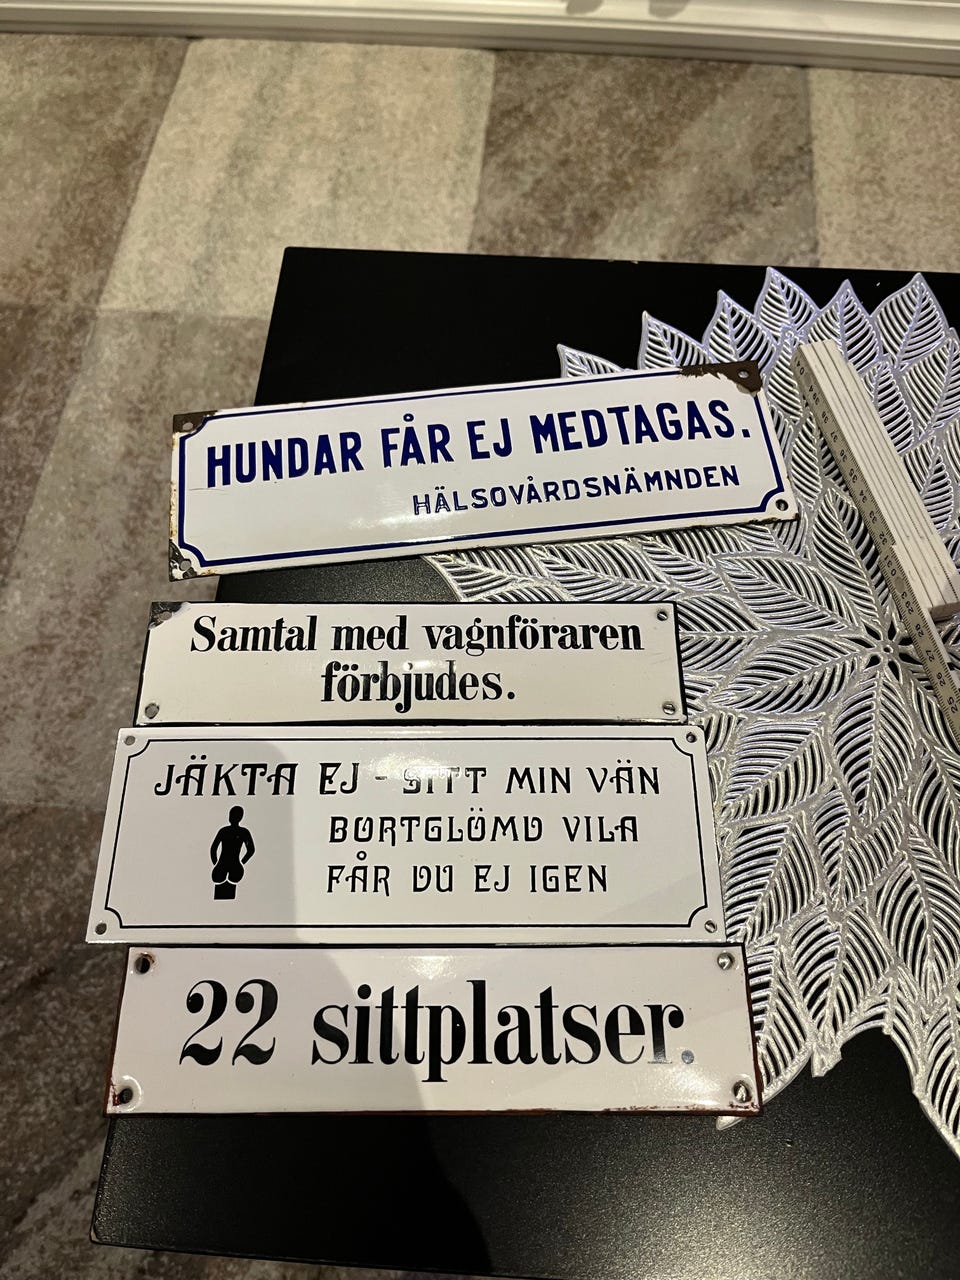 HUNDAR FÅR EJ MEDTAGAS.
HÄLSOVÅRDSNÄMNDEN
Samtal med vagnföraren
förbjudes.
JÄKTA EJ - SITT MIN VÄN
BORTGLÖMD VILA
FÅR DU EJ IGEN
22 sittplatser.